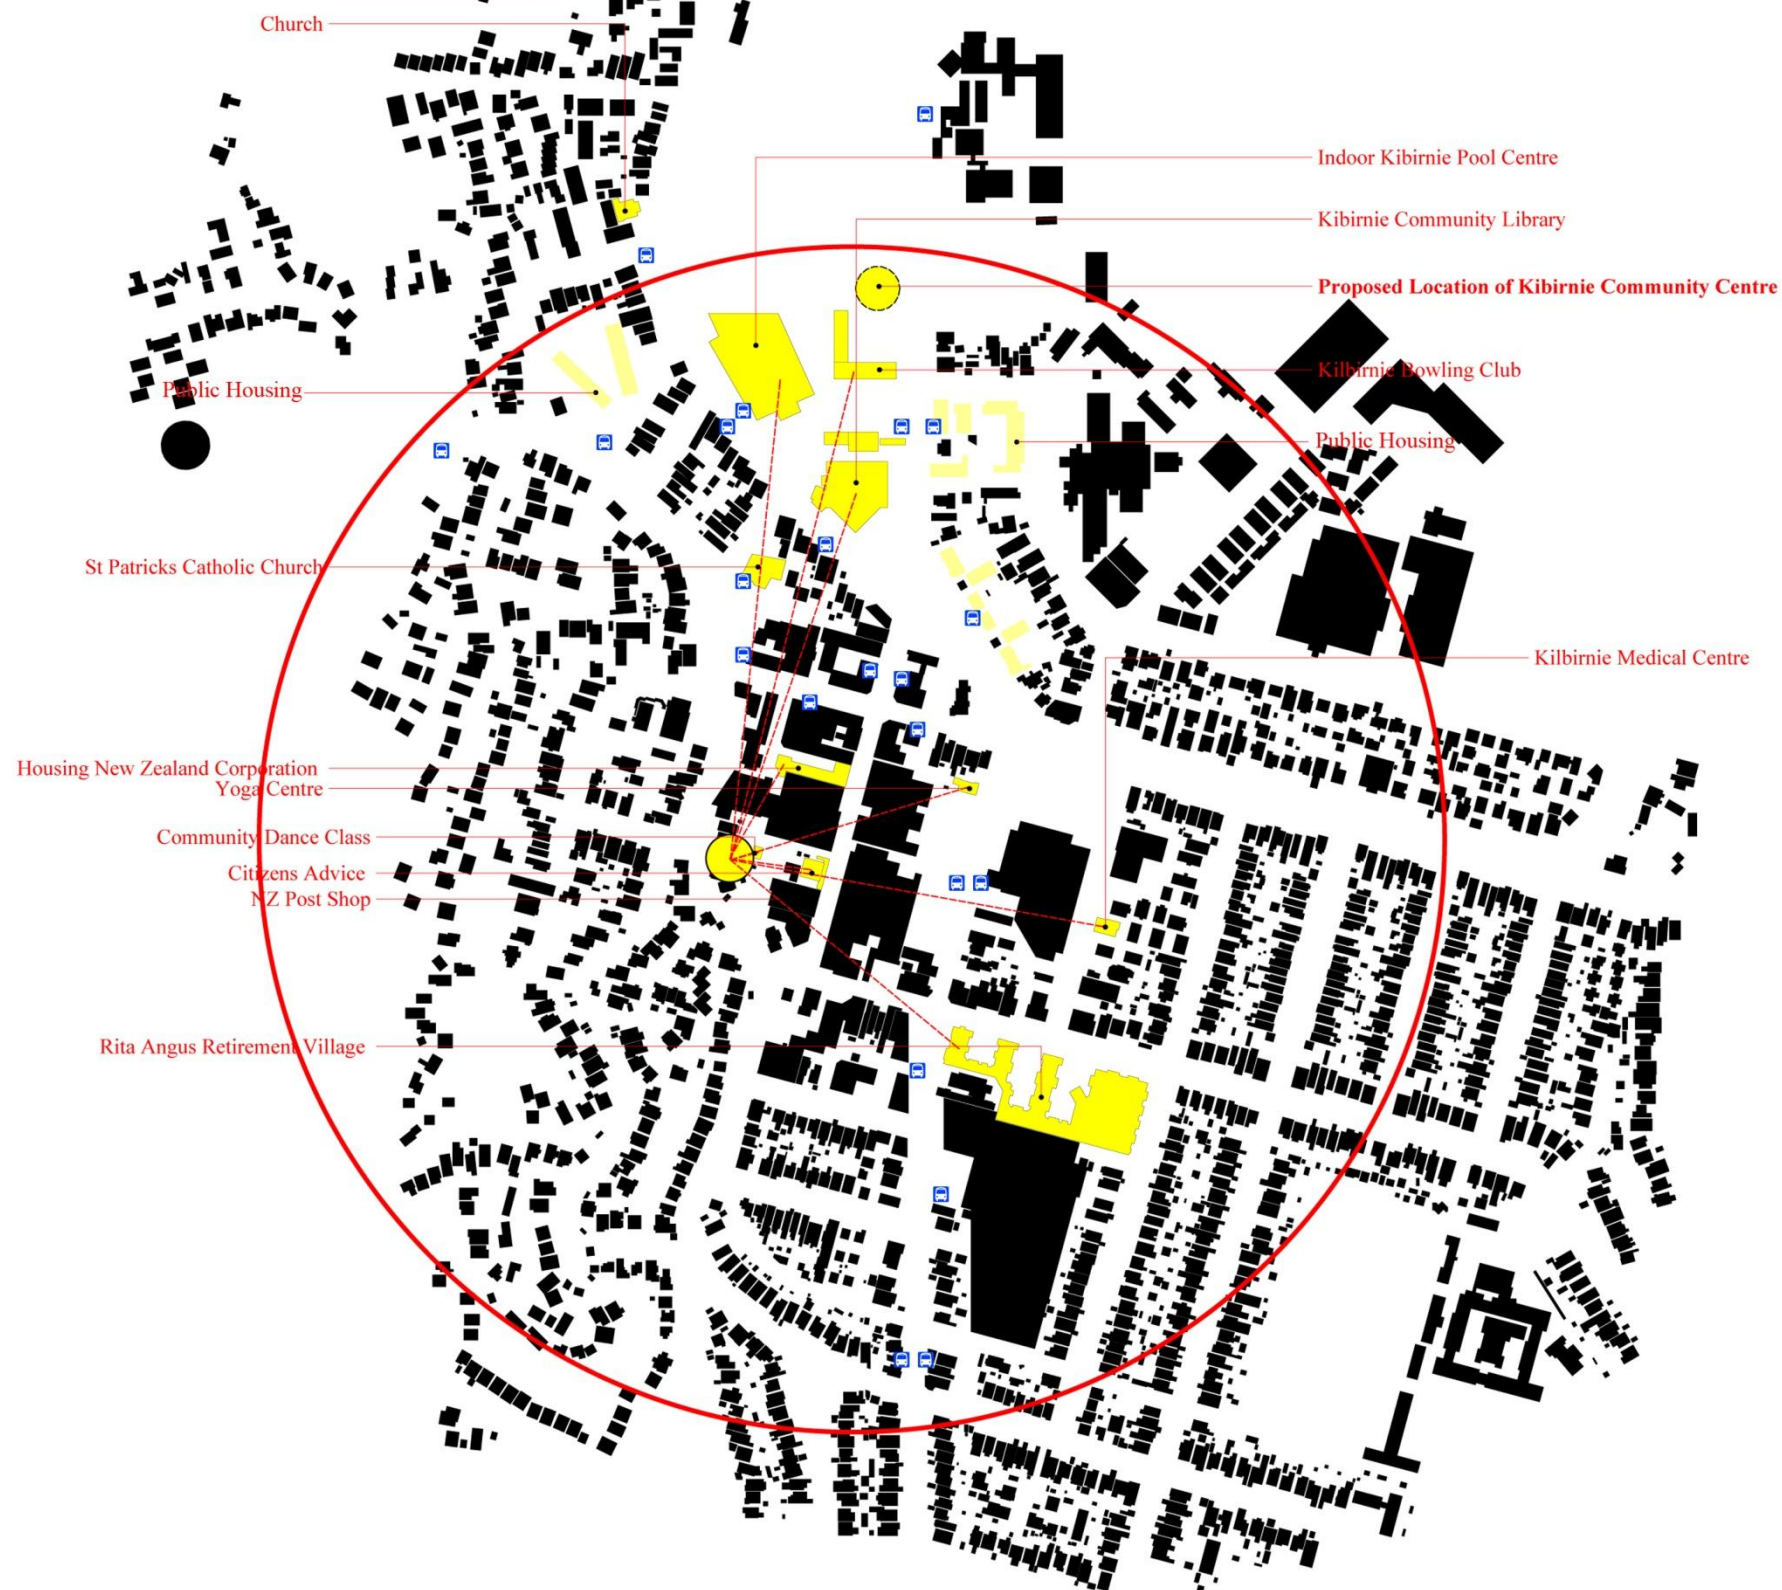 Church
Indoor Kibirnie Pool Centre
Kibirnie Community Library
Proposed Location of Kibirnie Community Centre
Kilbirnie Bowling Club
Public Housing
Public Housing
St Patricks Catholic Church
Kilbirnie Medical Centre
Housing New Zealand Corporation
Yoga Centre
Community Dance Class
Citizens Advice
NZ Post Shop
Rita Angus Retirement Village